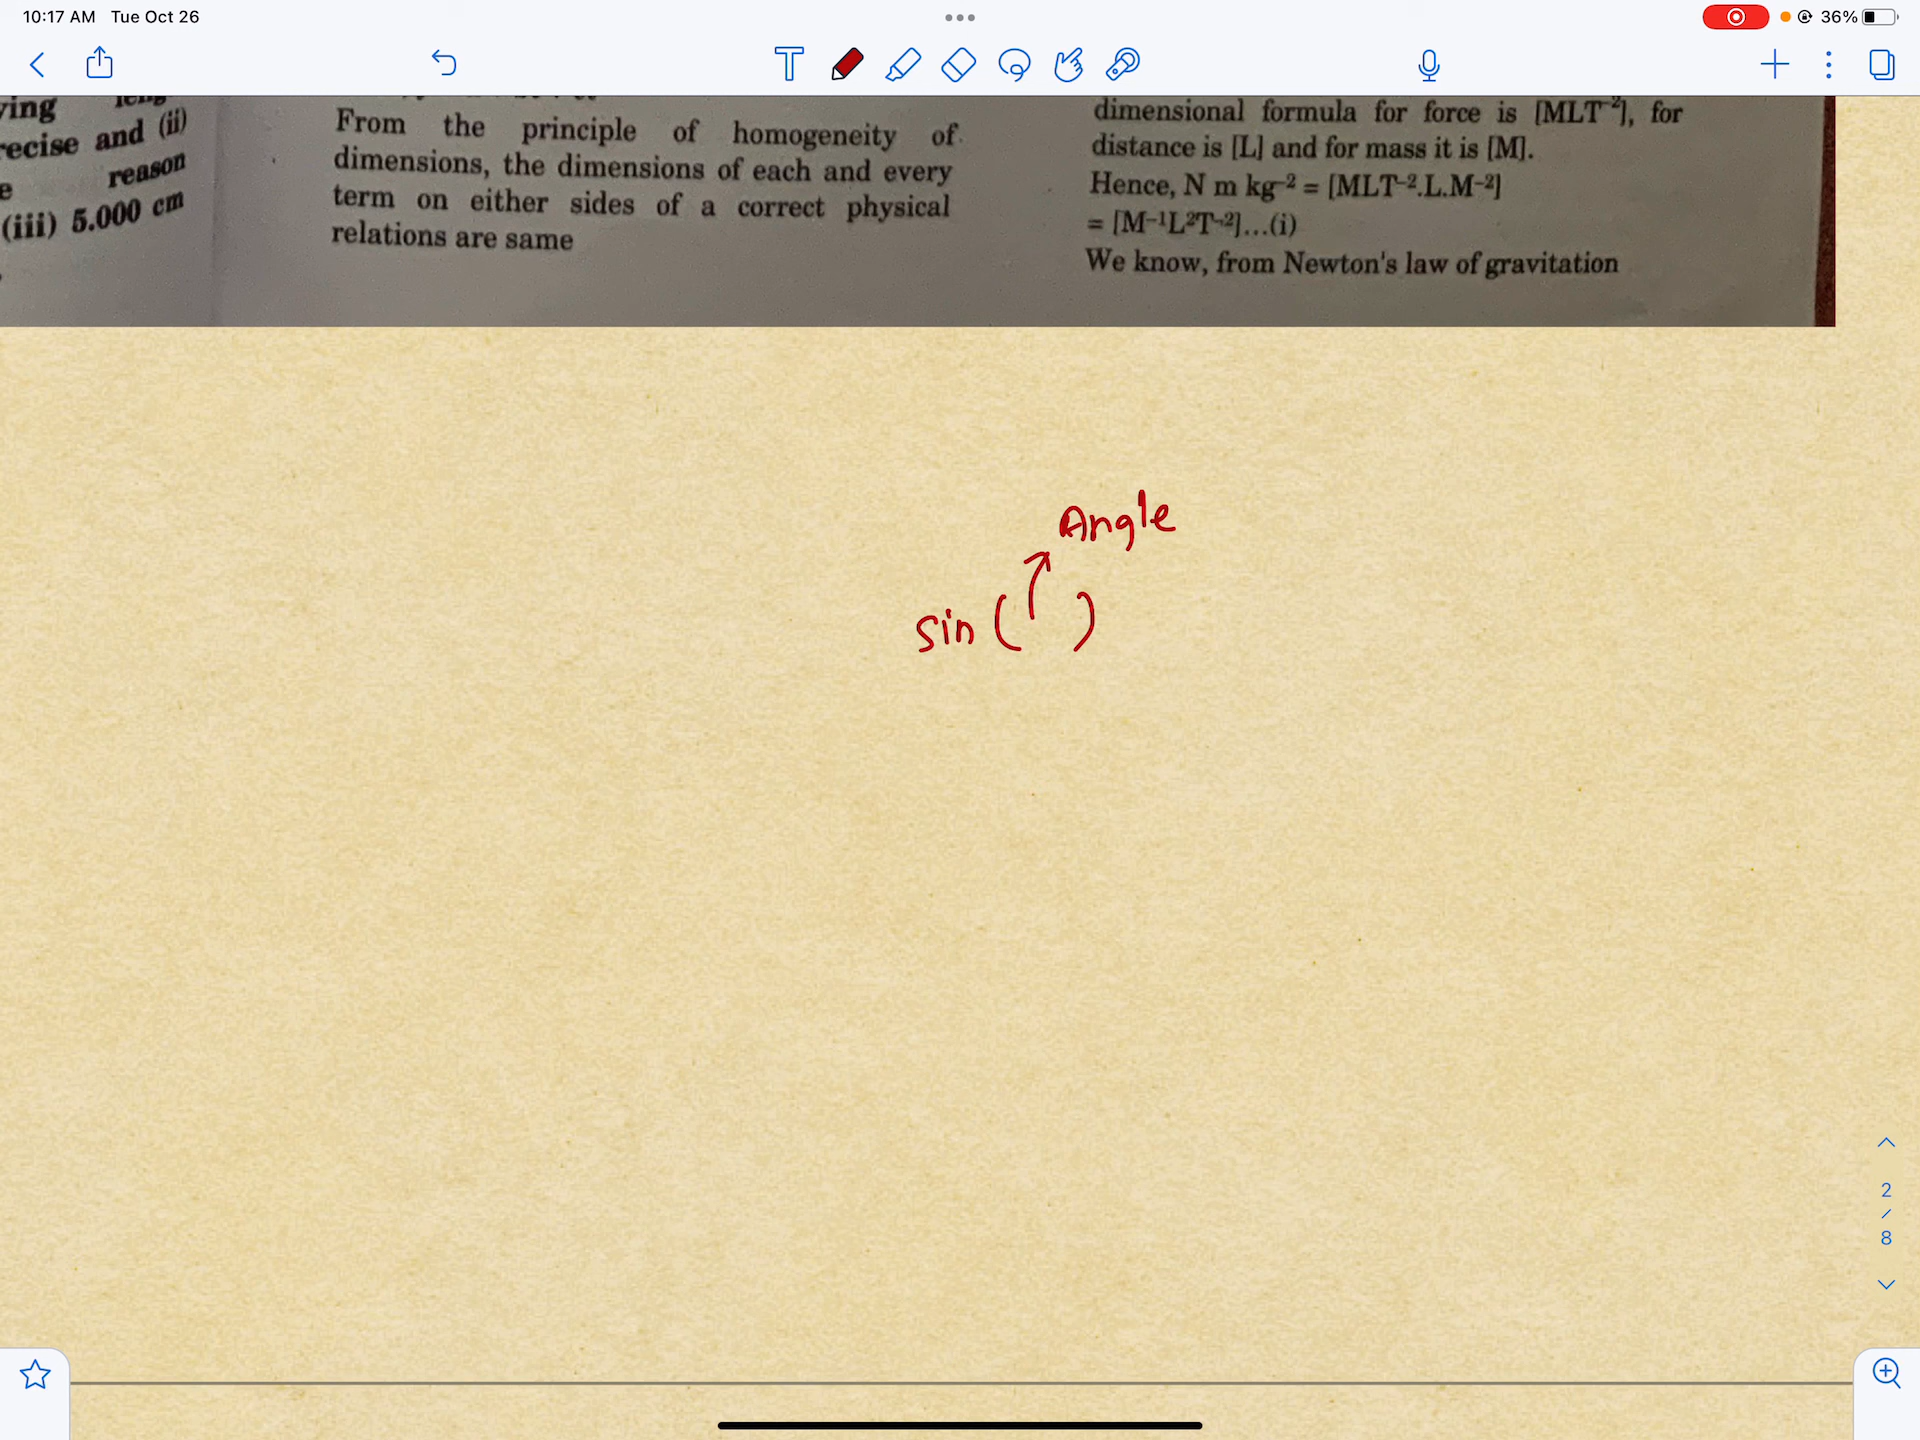 10:17 AM Tue Oct 26
36%
ying
recise and (ii)
e reason
(iii) 5.000 cm
From the principle of homogeneity of
dimensions, the dimensions of each and every
term on either sides of a correct physical
relations are same
dimensional formula for force is [MLT⁻²], for
distance is [L] and for mass it is [M].
Hence, N m kg⁻² = [MLT⁻².L.M⁻²]
= [M⁻¹L²T⁻²]...(i)
We know, from Newton's law of gravitation
Angle
sin ( )
2
/
8